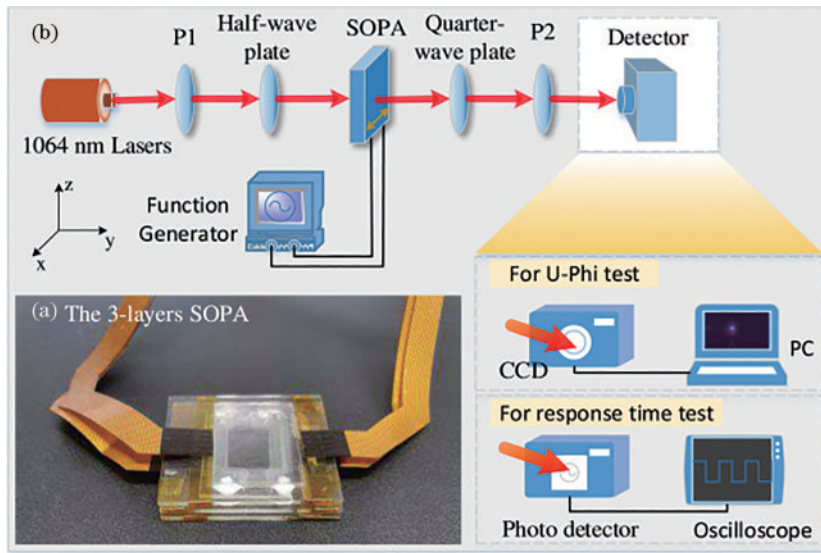 (b)
P1
Half-wave
plate
SOPA
Quarter-
wave plate
P2
Detector
1064 nm Lasers
z
y
x
Function
Generator
(a) The 3-layers SOPA
For U-Phi test
CCD
PC
For response time test
Photo detector
Oscilloscope